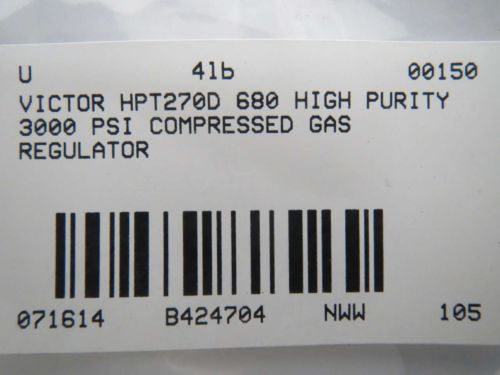 U 4lb 00150
VICTOR HPT270D 680 HIGH PURITY
3000 PSI COMPRESSED GAS
REGULATOR
071614 B424704 NWW 105